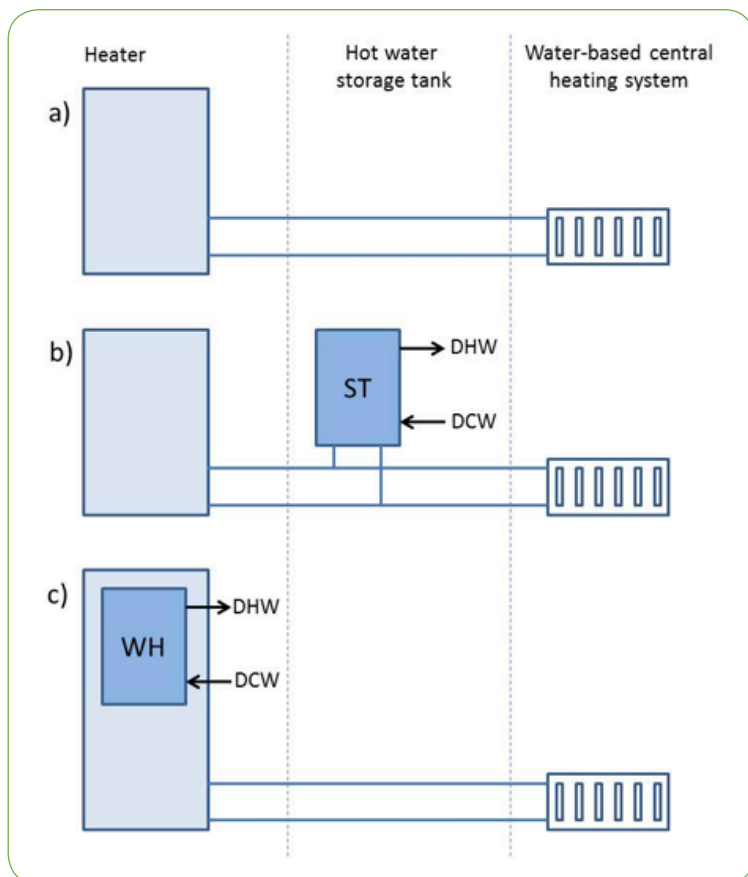 Heater
Hot water
storage tank
Water-based central
heating system
a)
b)
ST
DHW
DCW
c)
WH
DHW
DCW